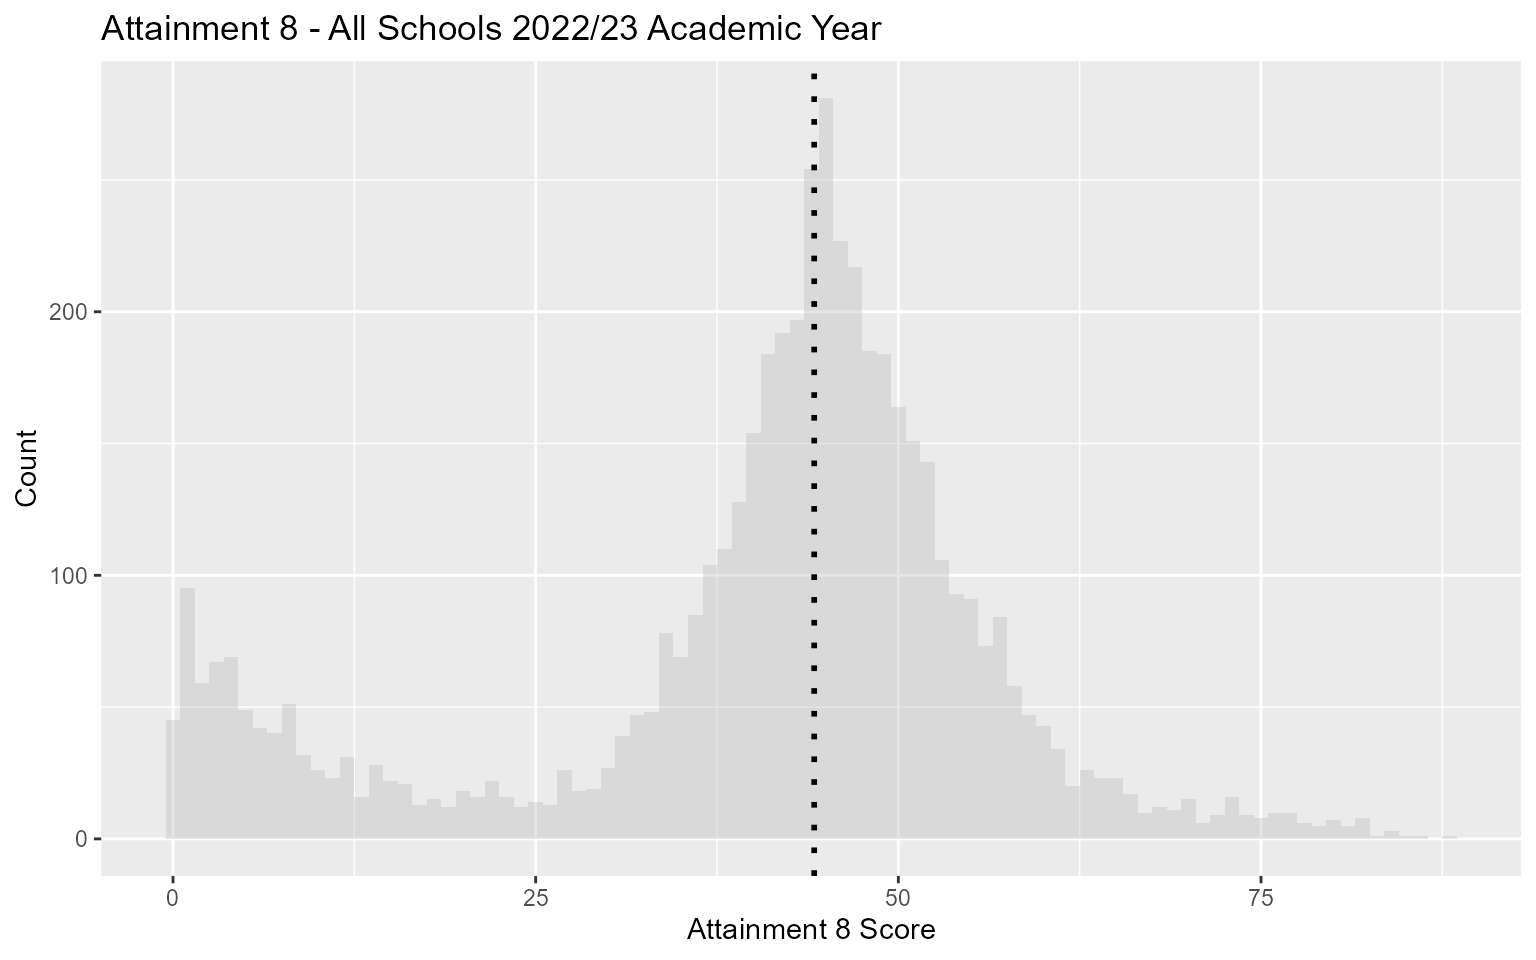 Attainment 8 - All Schools 2022/23 Academic Year
Count
200
100
0
0 25 50 75
Attainment 8 Score